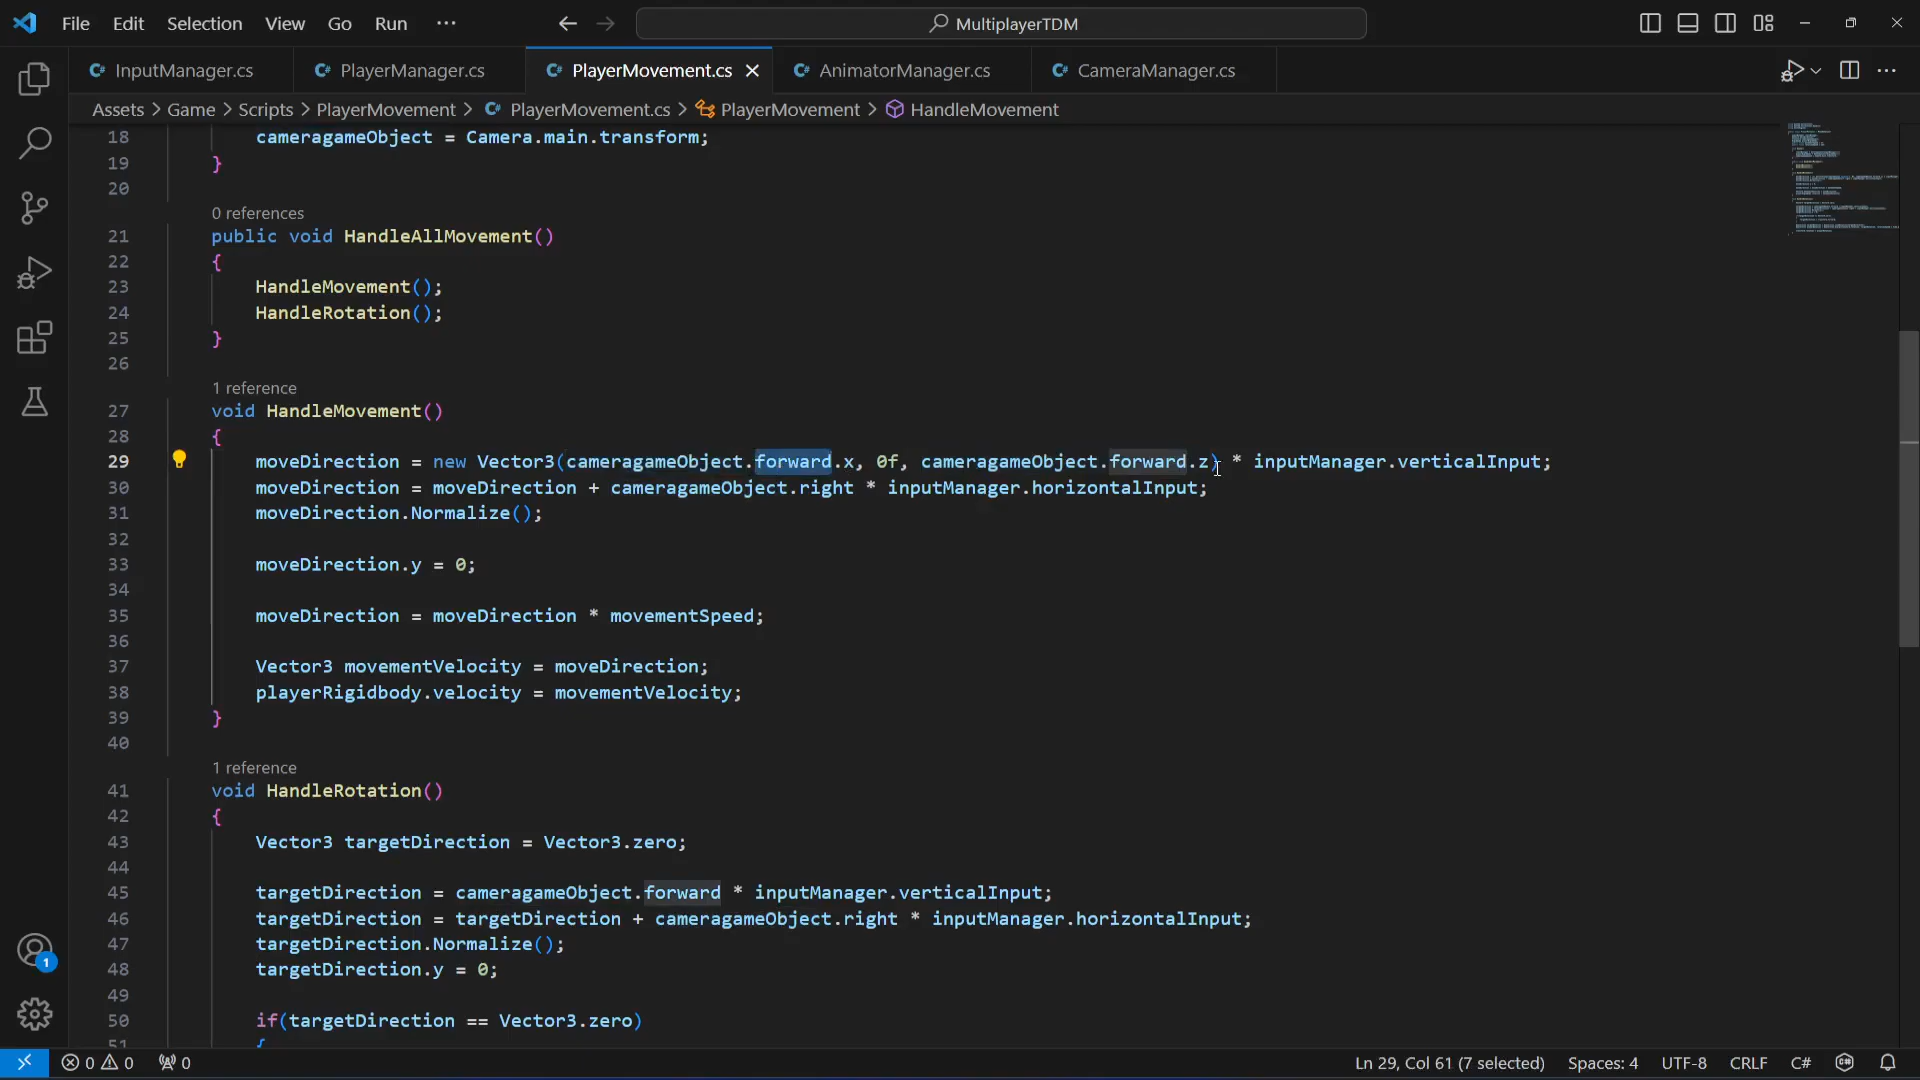 File Edit Selection View Go Run ··· MultiplayerTDM
InputManager.cs PlayerManager.cs PlayerMovement.cs AnimatorManager.cs CameraManager.cs
Assets > Game > Scripts > PlayerMovement > PlayerMovement.cs > PlayerMovement > HandleMovement
18 cameragameObject = Camera.main.transform;
19 }
20
0 references
21 public void HandleAllMovement()
22 {
23 HandleMovement();
24 HandleRotation();
25 }
26
1 reference
27 void HandleMovement()
28 {
29 moveDirection = new Vector3(cameragameObject.forward.x, 0f, cameragameObject.forward.z) * inputManager.verticalInput;
30 moveDirection = moveDirection + cameragameObject.right * inputManager.horizontalInput;
31 moveDirection.Normalize();
32
33 moveDirection.y = 0;
34
35 moveDirection = moveDirection * movementSpeed;
36
37 Vector3 movementVelocity = moveDirection;
38 playerRigidbody.velocity = movementVelocity;
39 }
40
1 reference
41 void HandleRotation()
42 {
43 Vector3 targetDirection = Vector3.zero;
44
45 targetDirection = cameragameObject.forward * inputManager.verticalInput;
46 targetDirection = targetDirection + cameragameObject.right * inputManager.horizontalInput;
47 targetDirection.Normalize();
48 targetDirection.y = 0;
49
50 if(targetDirection == Vector3.zero)
51 {
1
0 0 0 Ln 29, Col 61 (7 selected) Spaces: 4 UTF-8 CRLF C#